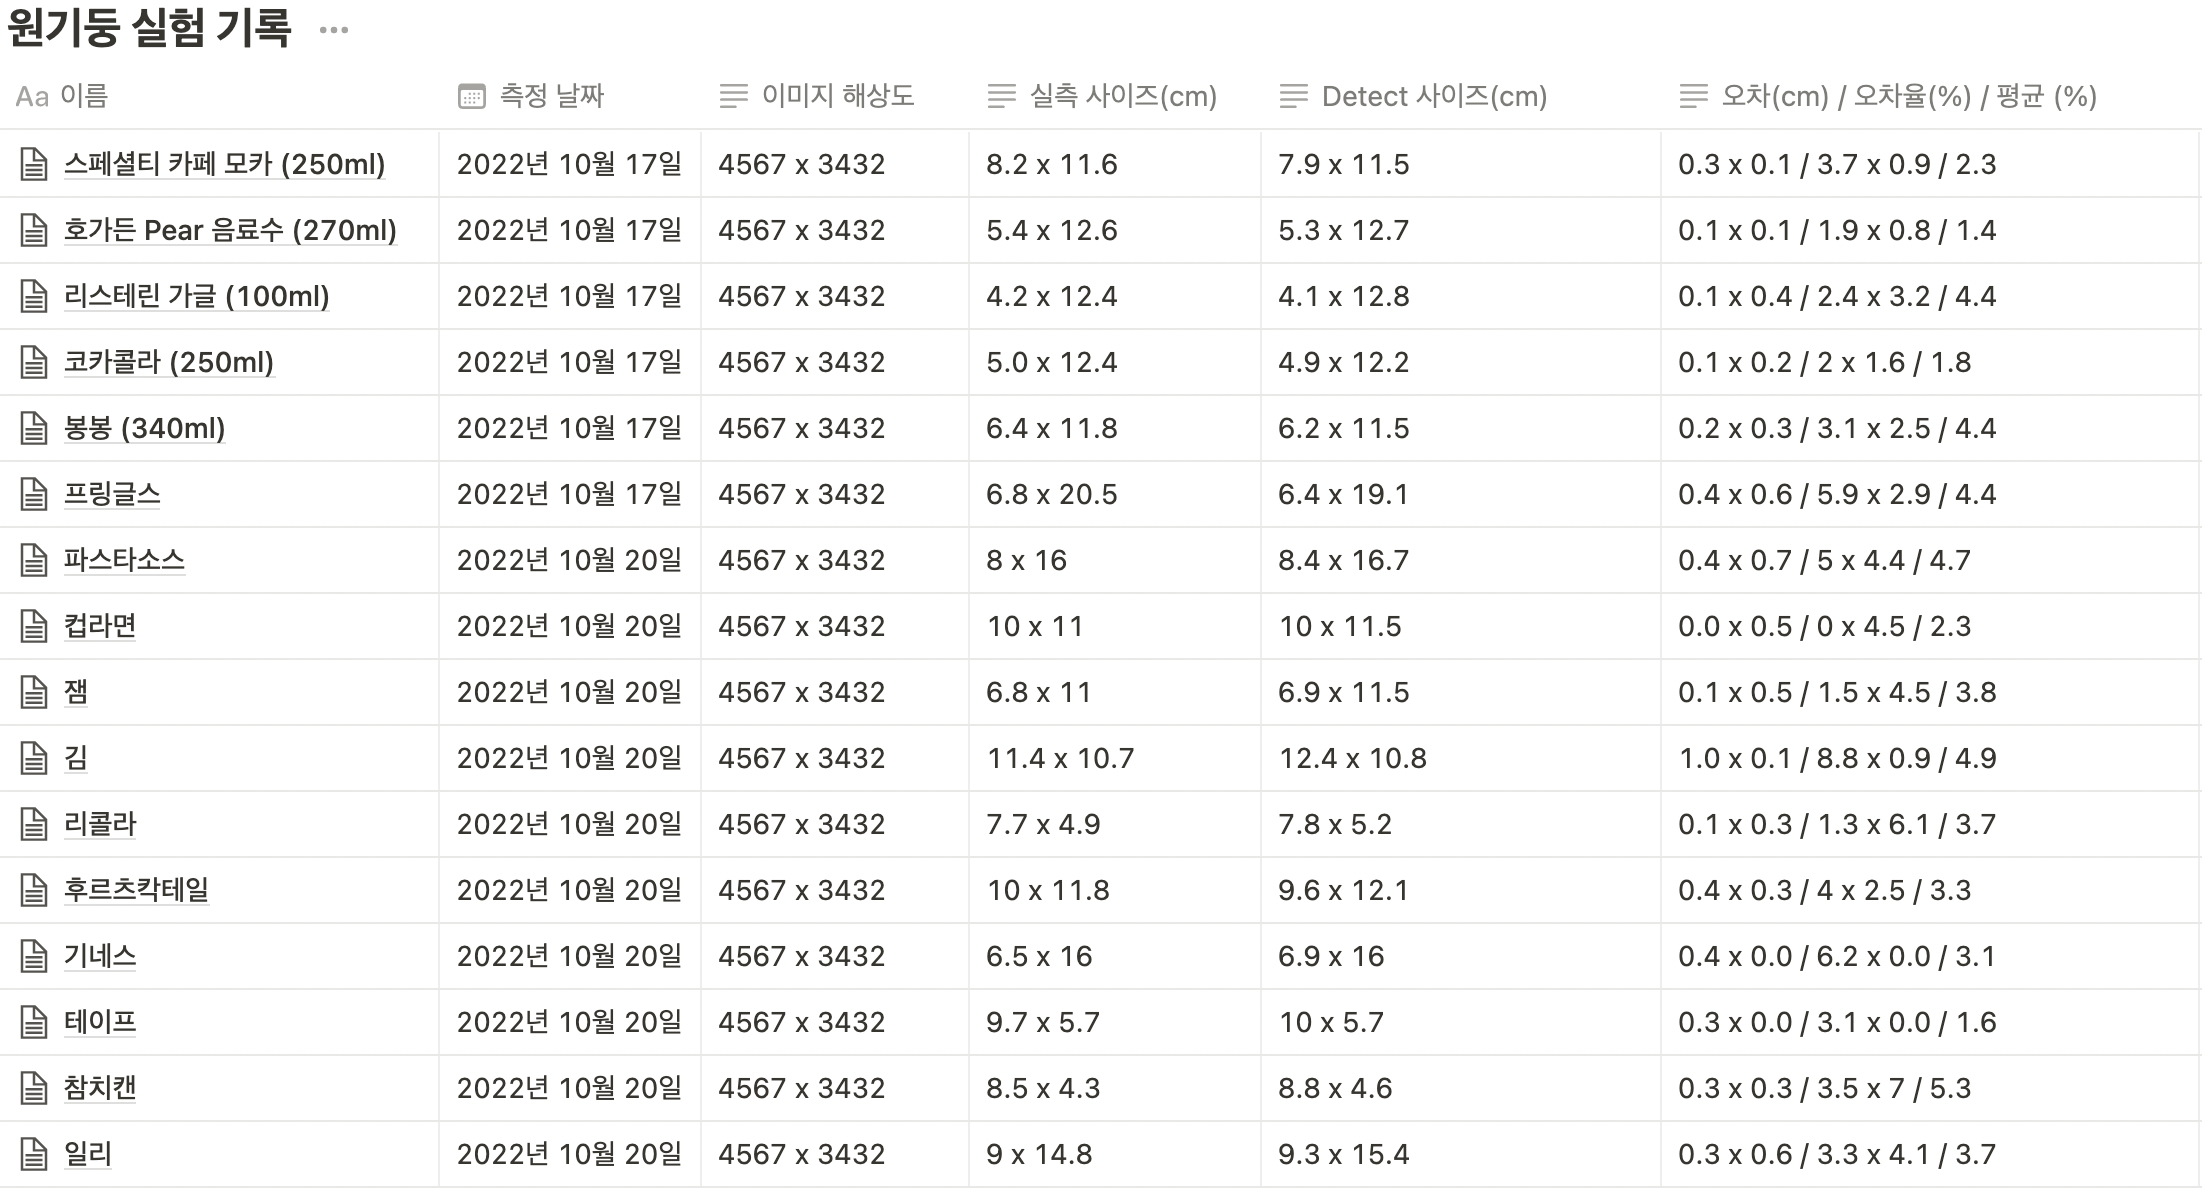 원기둥 실험 기록 ...
Aa 이름 측정 날짜 이미지 해상도 실측 사이즈(cm) Detect 사이즈(cm) 오차(cm) / 오차율(%) / 평균 (%)
스페셜티 카페 모카 (250ml) 2022년 10월 17일 4567 x 3432 8.2 x 11.6 7.9 x 11.5 0.3 x 0.1 / 3.7 x 0.9 / 2.3
호가든 Pear 음료수 (270ml) 2022년 10월 17일 4567 x 3432 5.4 x 12.6 5.3 x 12.7 0.1 x 0.1 / 1.9 x 0.8 / 1.4
리스테린 가글 (100ml) 2022년 10월 17일 4567 x 3432 4.2 x 12.4 4.1 x 12.8 0.1 x 0.4 / 2.4 x 3.2 / 4.4
코카콜라 (250ml) 2022년 10월 17일 4567 x 3432 5.0 x 12.4 4.9 x 12.2 0.1 x 0.2 / 2 x 1.6 / 1.8
봉봉 (340ml) 2022년 10월 17일 4567 x 3432 6.4 x 11.8 6.2 x 11.5 0.2 x 0.3 / 3.1 x 2.5 / 4.4
프링글스 2022년 10월 17일 4567 x 3432 6.8 x 20.5 6.4 x 19.1 0.4 x 0.6 / 5.9 x 2.9 / 4.4
파스타소스 2022년 10월 20일 4567 x 3432 8 x 16 8.4 x 16.7 0.4 x 0.7 / 5 x 4.4 / 4.7
컵라면 2022년 10월 20일 4567 x 3432 10 x 11 10 x 11.5 0.0 x 0.5 / 0 x 4.5 / 2.3
잼 2022년 10월 20일 4567 x 3432 6.8 x 11 6.9 x 11.5 0.1 x 0.5 / 1.5 x 4.5 / 3.8
김 2022년 10월 20일 4567 x 3432 11.4 x 10.7 12.4 x 10.8 1.0 x 0.1 / 8.8 x 0.9 / 4.9
리콜라 2022년 10월 20일 4567 x 3432 7.7 x 4.9 7.8 x 5.2 0.1 x 0.3 / 1.3 x 6.1 / 3.7
후르츠칵테일 2022년 10월 20일 4567 x 3432 10 x 11.8 9.6 x 12.1 0.4 x 0.3 / 4 x 2.5 / 3.3
기네스 2022년 10월 20일 4567 x 3432 6.5 x 16 6.9 x 16 0.4 x 0.0 / 6.2 x 0.0 / 3.1
테이프 2022년 10월 20일 4567 x 3432 9.7 x 5.7 10 x 5.7 0.3 x 0.0 / 3.1 x 0.0 / 1.6
참치캔 2022년 10월 20일 4567 x 3432 8.5 x 4.3 8.8 x 4.6 0.3 x 0.3 / 3.5 x 7 / 5.3
일리 2022년 10월 20일 4567 x 3432 9 x 14.8 9.3 x 15.4 0.3 x 0.6 / 3.3 x 4.1 / 3.7